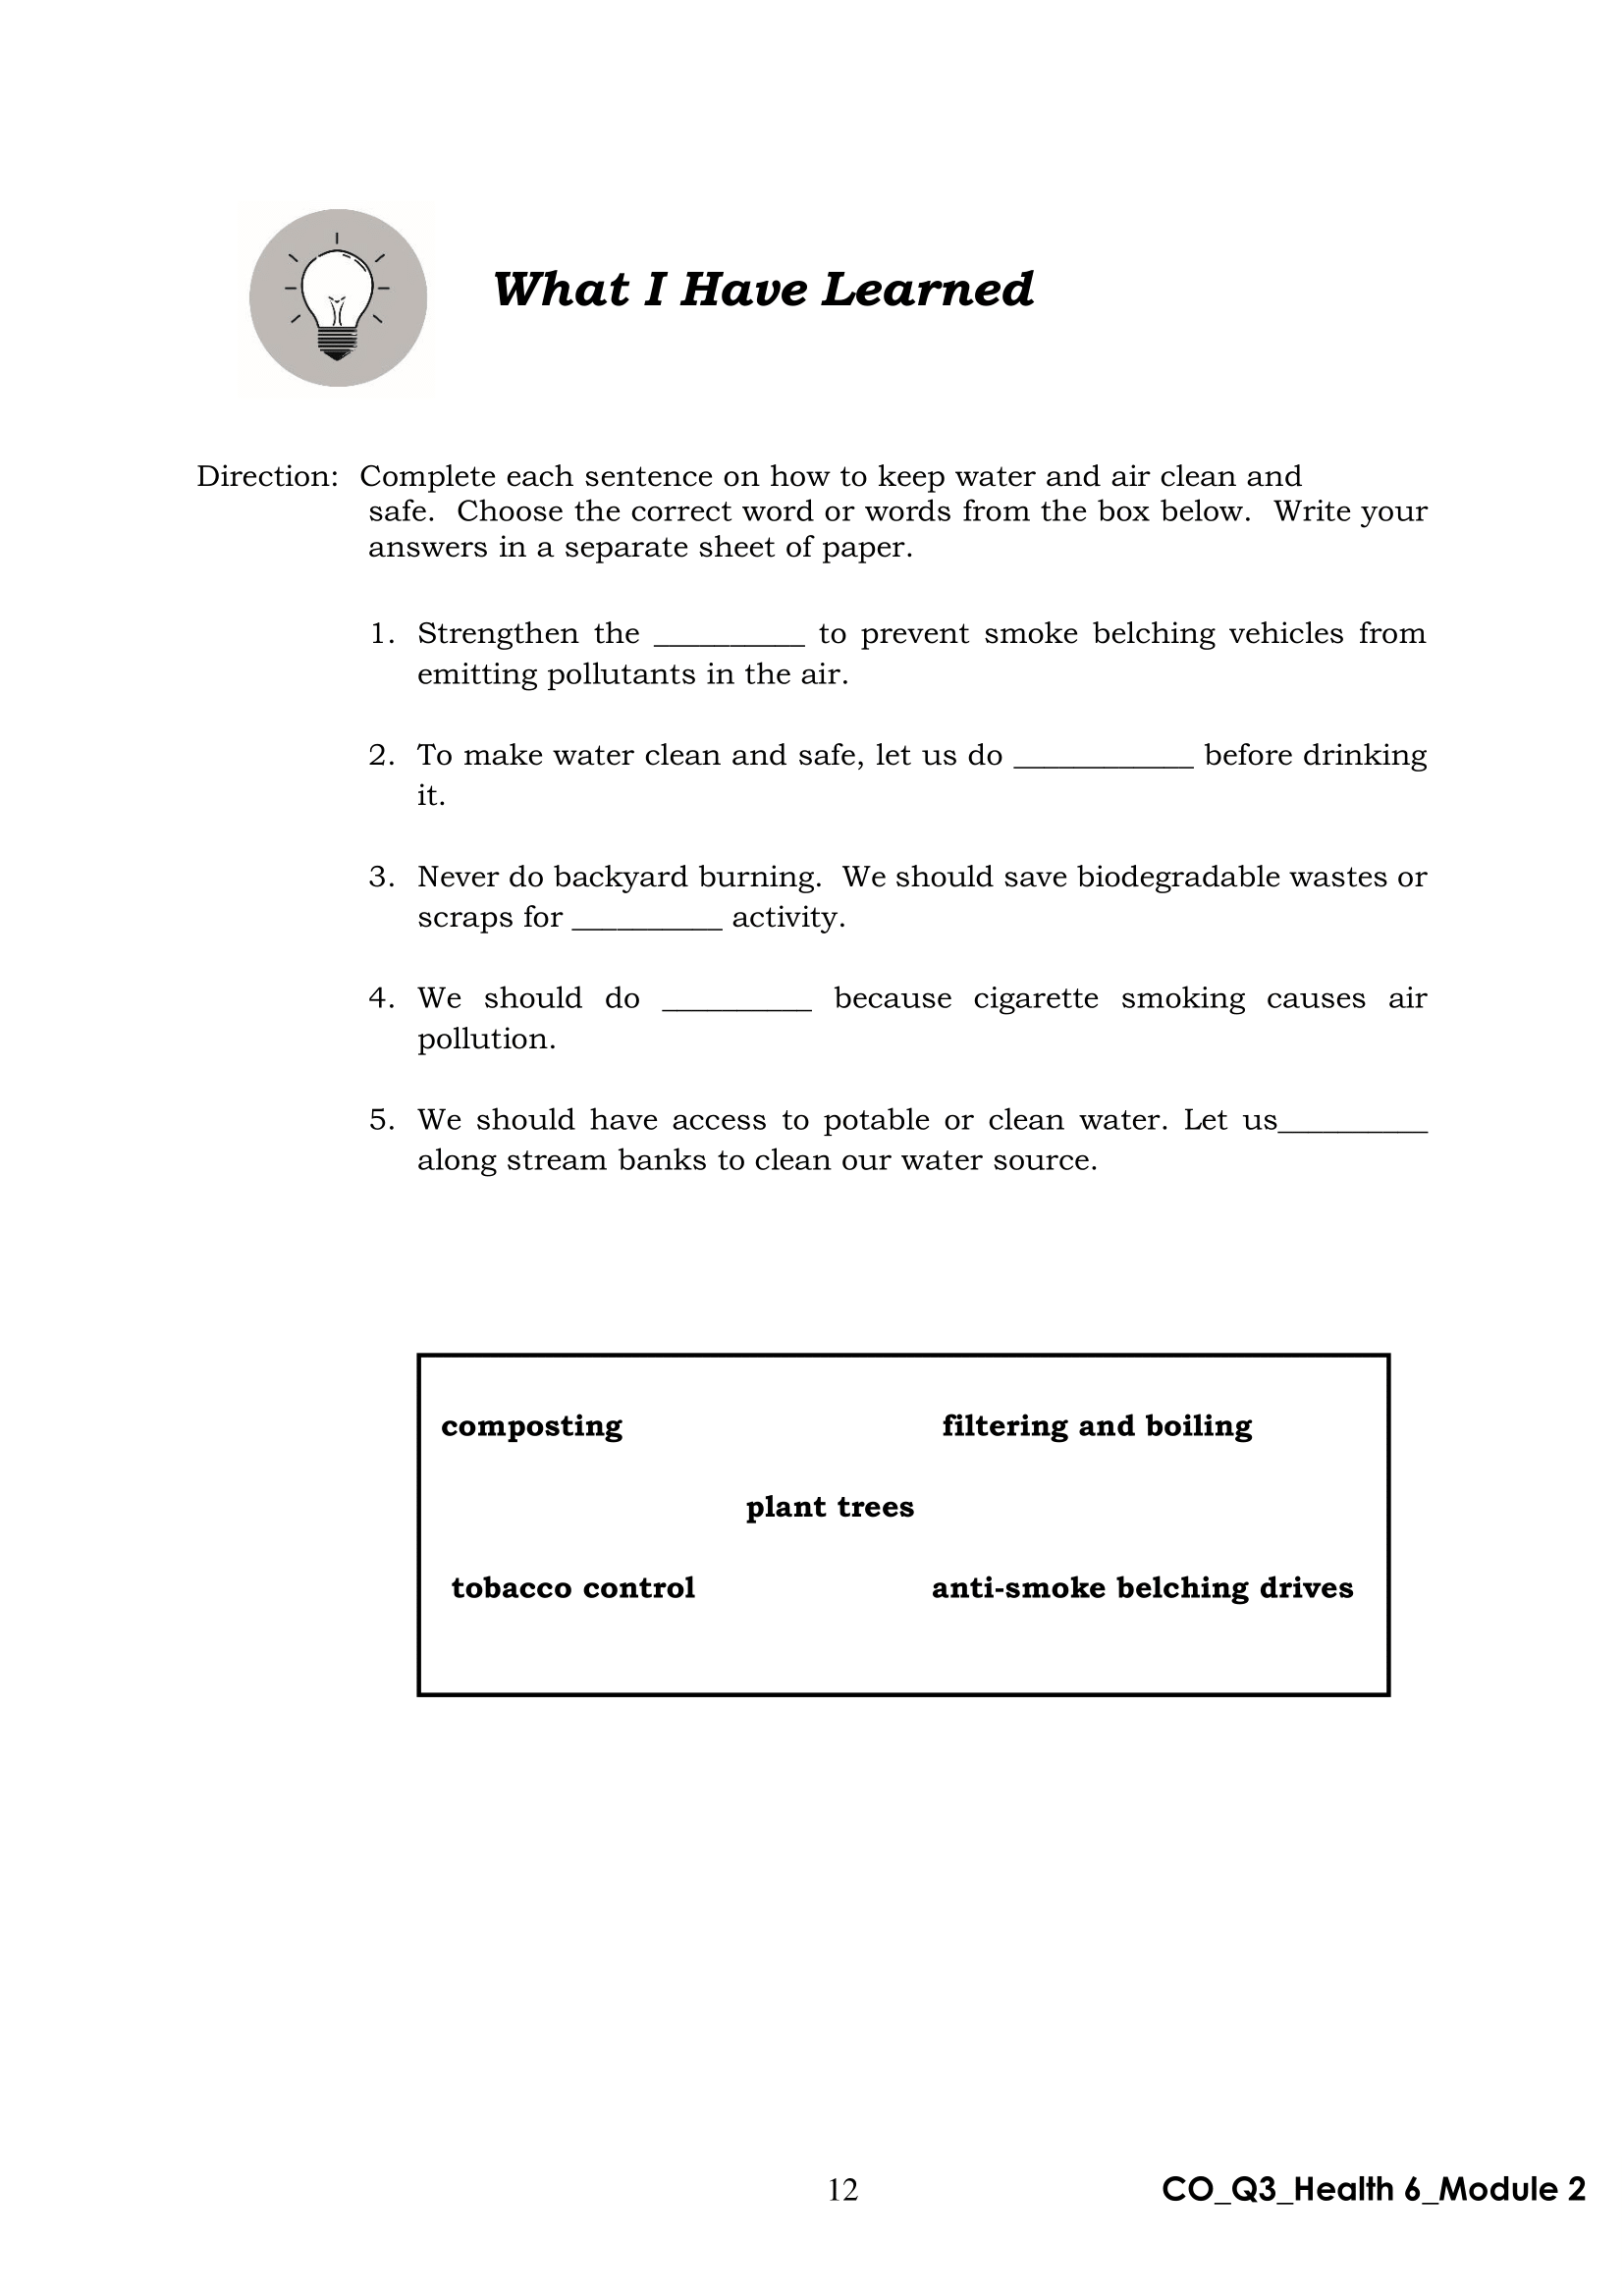 What I Have Learned
Direction:  Complete each sentence on how to keep water and air clean and
safe.  Choose the correct word or words from the box below.  Write your
answers in a separate sheet of paper.
1. Strengthen the __________ to prevent smoke belching vehicles from
emitting pollutants in the air.
2. To make water clean and safe, let us do ____________ before drinking
it.
3. Never do backyard burning.  We should save biodegradable wastes or
scraps for __________ activity.
4. We should do __________ because cigarette smoking causes air
pollution.
5. We should have access to potable or clean water. Let us__________
along stream banks to clean our water source.
composting filtering and boiling
plant trees
tobacco control anti-smoke belching drives
12 CO_Q3_Health 6_Module 2